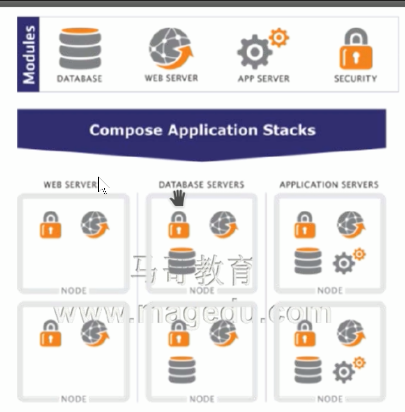 Modules
DATABASE
WEB SERVER
APP SERVER
SECURITY
Compose Application Stacks
WEB SERVERS
DATABASE SERVERS
APPLICATION SERVERS
马哥教育
NODE
NODE
NODE
www.magedu.com
NODE
NODE
NODE